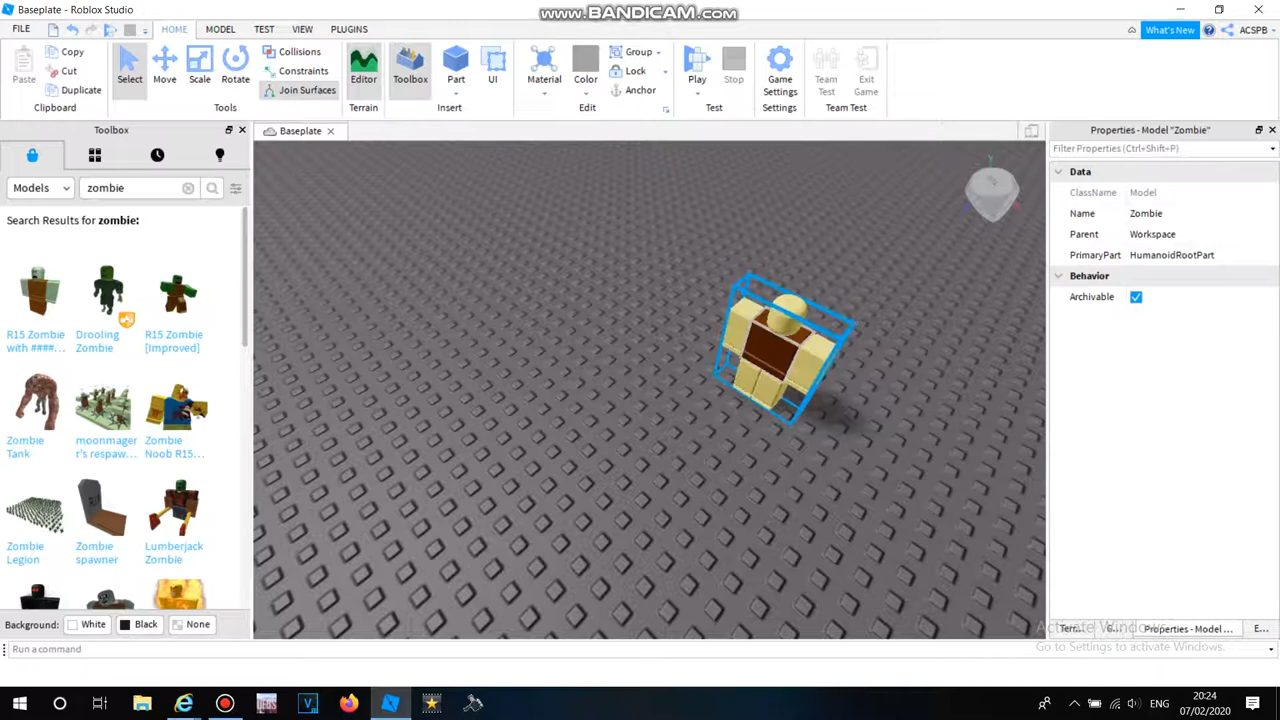 Baseplate - Roblox Studio
www.BANDICAM.com
FILE HOME MODEL TEST VIEW PLUGINS
What's New ACSPB
Paste Copy Cut Duplicate
Select Move Scale Rotate
Collisions Constraints Join Surfaces
Editor Toolbox Part UI
Material Color Group Lock Anchor
Play Stop Game Settings Team Test Exit Game
Clipboard Tools Terrain Insert Edit Test Settings Team Test
Toolbox
Baseplate
Properties - Model "Zombie"
Filter Properties (Ctrl+Shift+P)
Models zombie
Search Results for zombie:
R15 Zombie with ####...
Drooling Zombie
R15 Zombie [Improved]
Zombie Tank
moonmager's respaw...
Zombie Noob R15...
Zombie Legion
Zombie spawner
Lumberjack Zombie
Data
ClassName Model
Name Zombie
Parent Workspace
PrimaryPart HumanoidRootPart
Behavior
Archivable
Background: White Black None
Properties - Model ... E...
Activate Windows
Go to Settings to activate Windows.
Run a command
ENG
20:24
07/02/2020